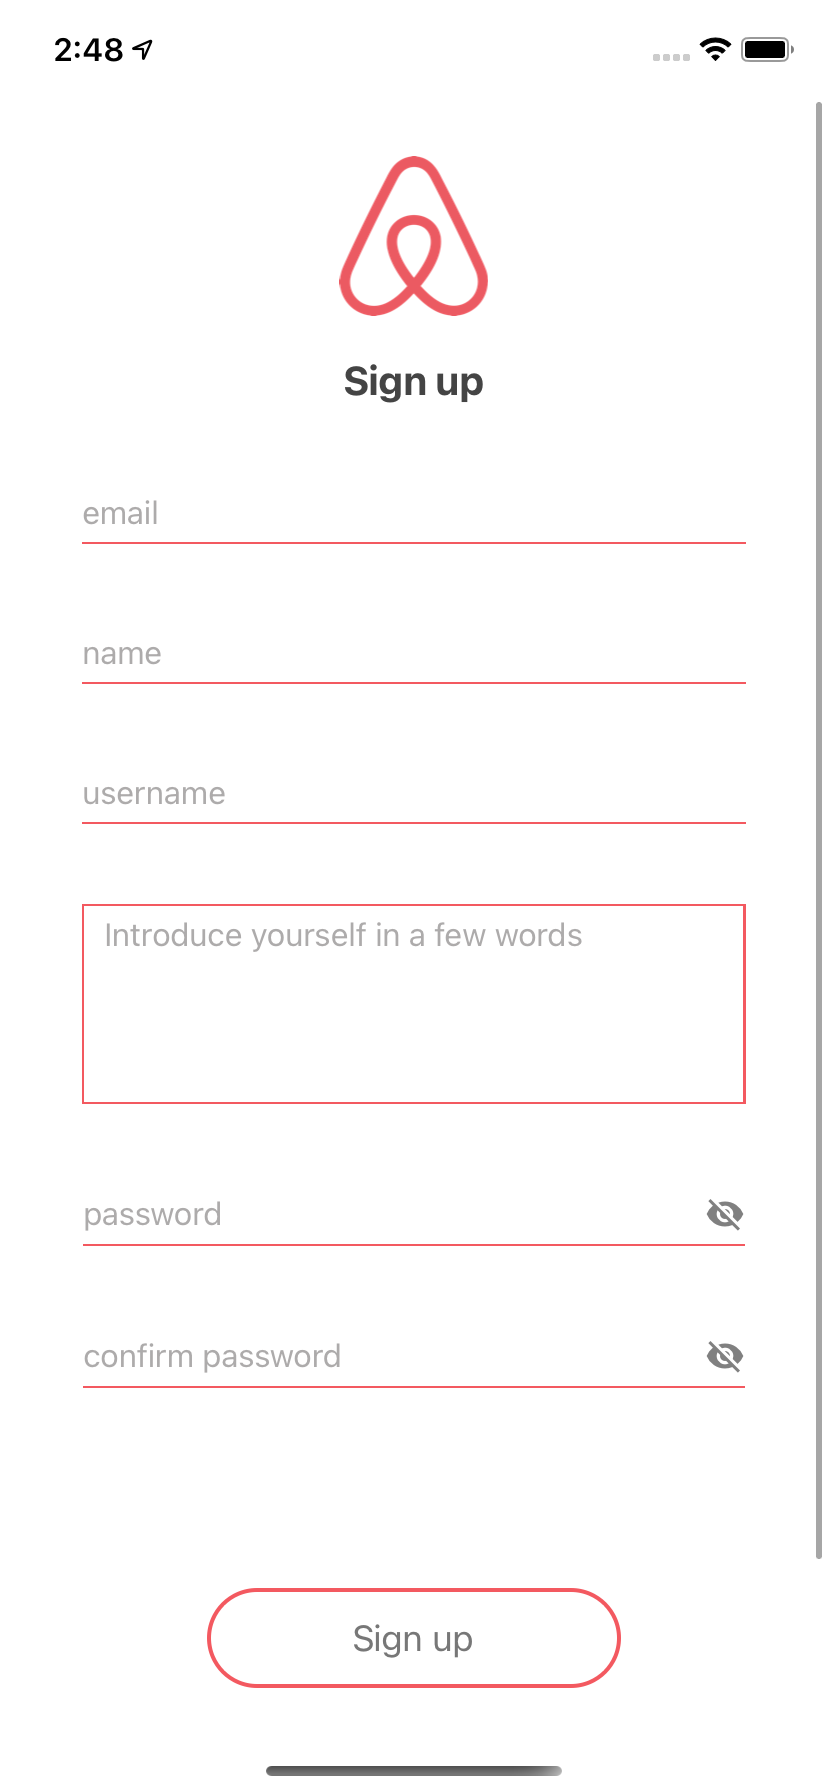 2:48
Sign up
email
name
username
Introduce yourself in a few words
password
confirm password
Sign up